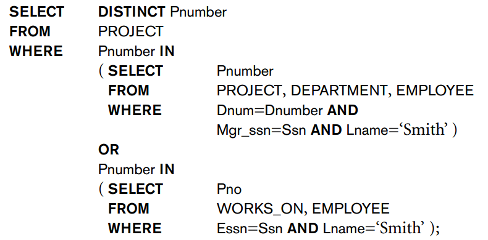 SELECT DISTINCT Pnumber
FROM PROJECT
WHERE Pnumber IN
( SELECT Pnumber
FROM PROJECT, DEPARTMENT, EMPLOYEE
WHERE Dnum=Dnumber AND
Mgr_ssn=Ssn AND Lname=‘Smith’ )
OR
Pnumber IN
( SELECT Pno
FROM WORKS_ON, EMPLOYEE
WHERE Essn=Ssn AND Lname=‘Smith’ );